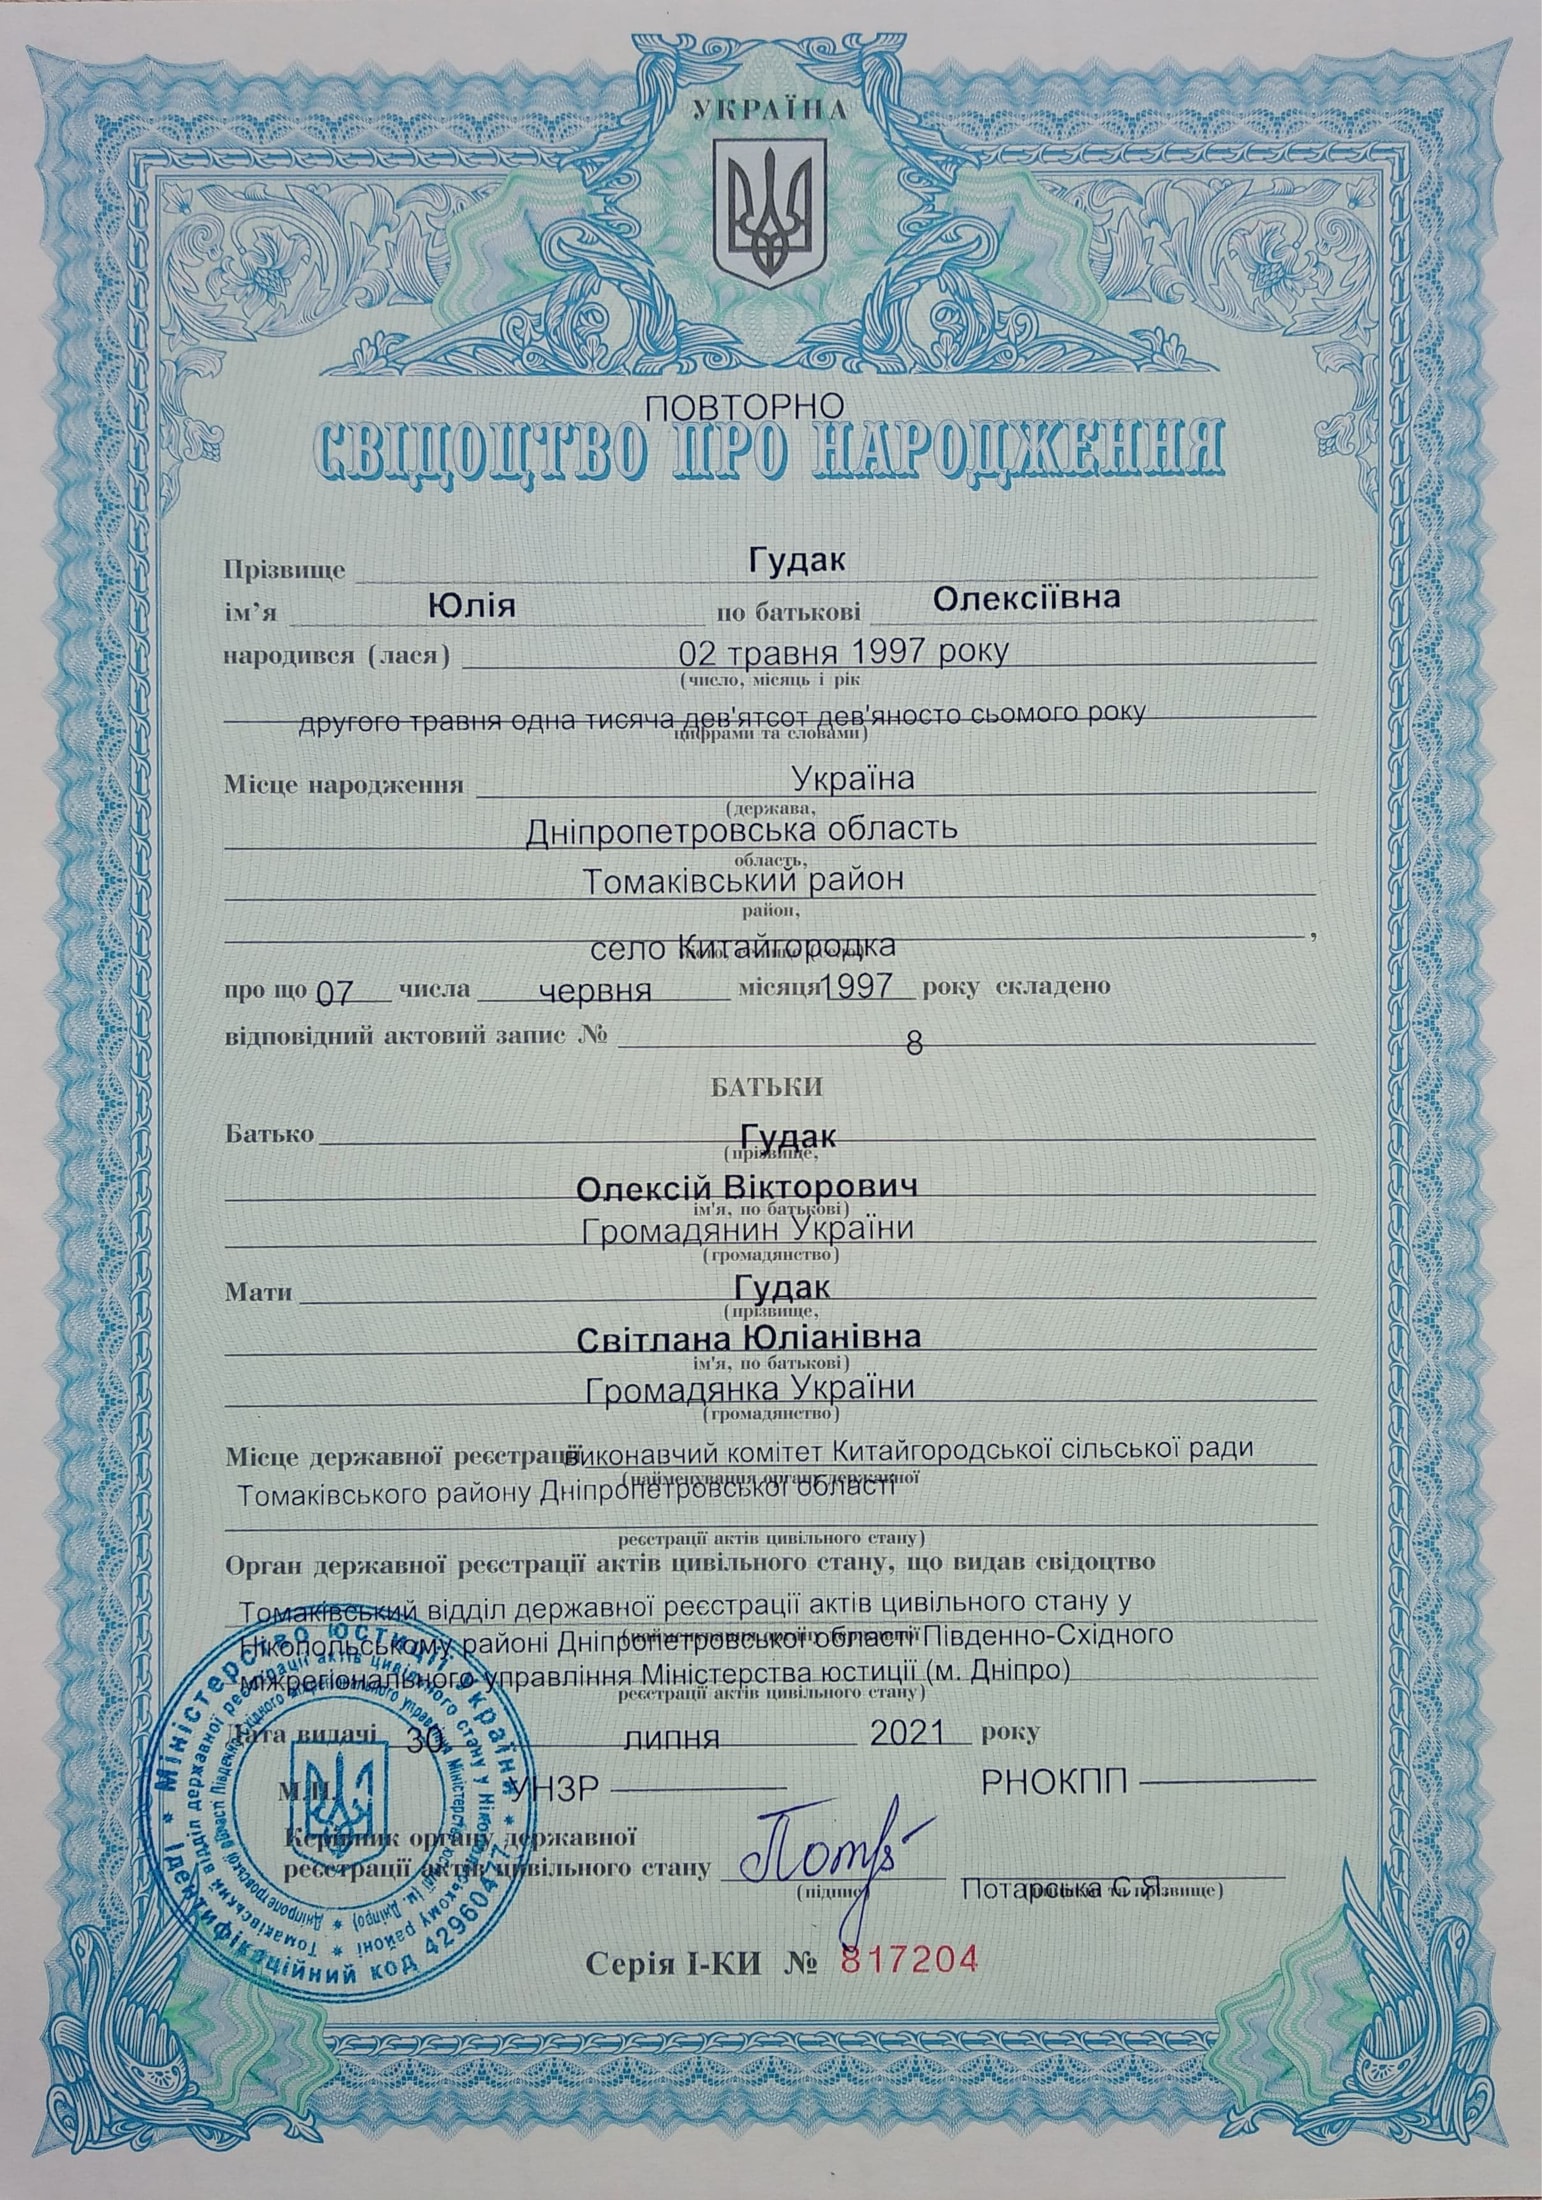 УКРАЇНА
ПОВТОРНО
СВІДОЦТВО ПРО НАРОДЖЕННЯ
Прізвище Гудак
ім’я Юлія по батькові Олексіївна
народився (лася) 02 травня 1997 року
(число, місяць і рік
другого травня одна тисяча дев'ятсот дев'яносто сьомого року
цифрами та словами)
Місце народження Україна
(держава,
Дніпропетровська область
область,
Томаківський район
район,
село Китайгородка ,
про що 07 числа червня місяця 1997 року складено
відповідний актовий запис № 8
БАТЬКИ
Батько Гудак
(прізвище,
Олексій Вікторович
ім'я, по батькові)
Громадянин України
(громадянство)
Мати Гудак
(прізвище,
Світлана Юліанівна
ім'я, по батькові)
Громадянка України
(громадянство)
Місце державної реєстрації виконавчий комітет Китайгородської сільської ради
(найменування органу державної
Томаківського району Дніпропетровської області
реєстрації актів цивільного стану)
Орган державної реєстрації актів цивільного стану, що видав свідоцтво
Томаківський відділ державної реєстрації актів цивільного стану у
(найменування органу державної
Нікопольському районі Дніпропетровської області Південно-Східного
міжрегіонального управління Міністерства юстиції (м. Дніпро)
реєстрації актів цивільного стану)
Дата видачі 30 липня 2021 року
М.П. УНЗР РНОКПП
Керівник органу державної
реєстрації актів цивільного стану
(підпис) Потарська Є.Я. прізвище)
Серія І-КИ № 817204
Міністерство юстиції України * Ідентифікаційний код 42960477 *
Томаківський відділ державної реєстрації актів цивільного стану у Нікопольському районі *
Дніпропетровської області Південно-Східного міжрегіонального управління Міністерства юстиції (м. Дніпро) *